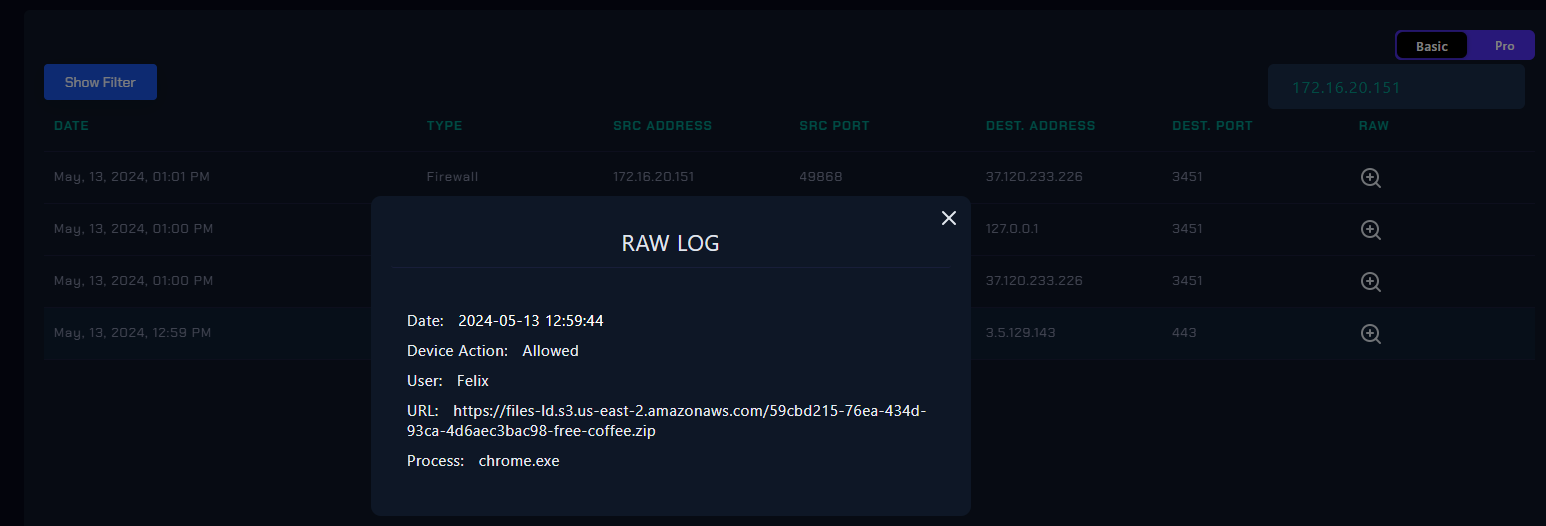 Basic Pro
Show Filter
172.16.20.151
DATE TYPE SRC ADDRESS SRC PORT DEST. ADDRESS DEST. PORT RAW
May, 13, 2024, 01:01 PM Firewall 172.16.20.151 49868 37.120.233.226 3451
May, 13, 2024, 01:00 PM 127.0.0.1 3451
May, 13, 2024, 01:00 PM 37.120.233.226 3451
May, 13, 2024, 12:59 PM 3.5.129.143 443
RAW LOG
Date: 2024-05-13 12:59:44
Device Action: Allowed
User: Felix
URL: https://files-ld.s3.us-east-2.amazonaws.com/59cbd215-76ea-434d-
93ca-4d6aec3bac98-free-coffee.zip
Process: chrome.exe